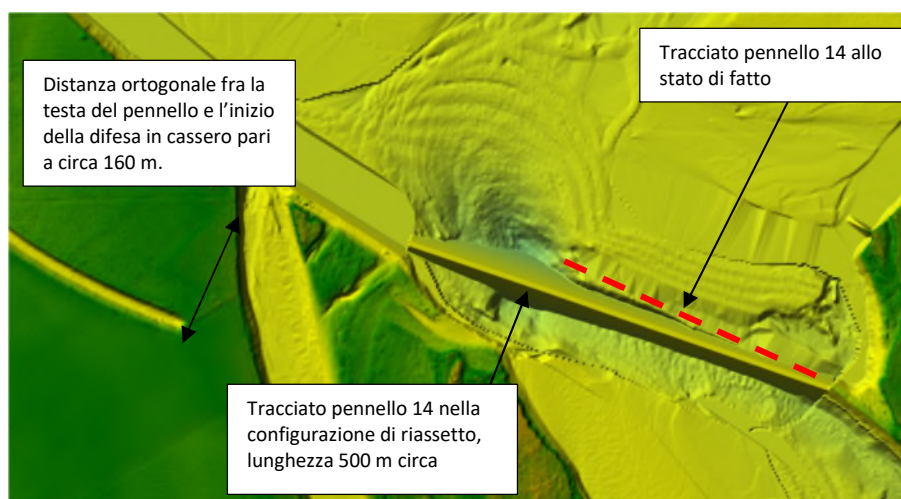 Distanza ortogonale fra la
testa del pennello e l’inizio
della difesa in cassero pari
a circa 160 m.
Tracciato pennello 14 allo
stato di fatto
Tracciato pennello 14 nella
configurazione di riassetto,
lunghezza 500 m circa